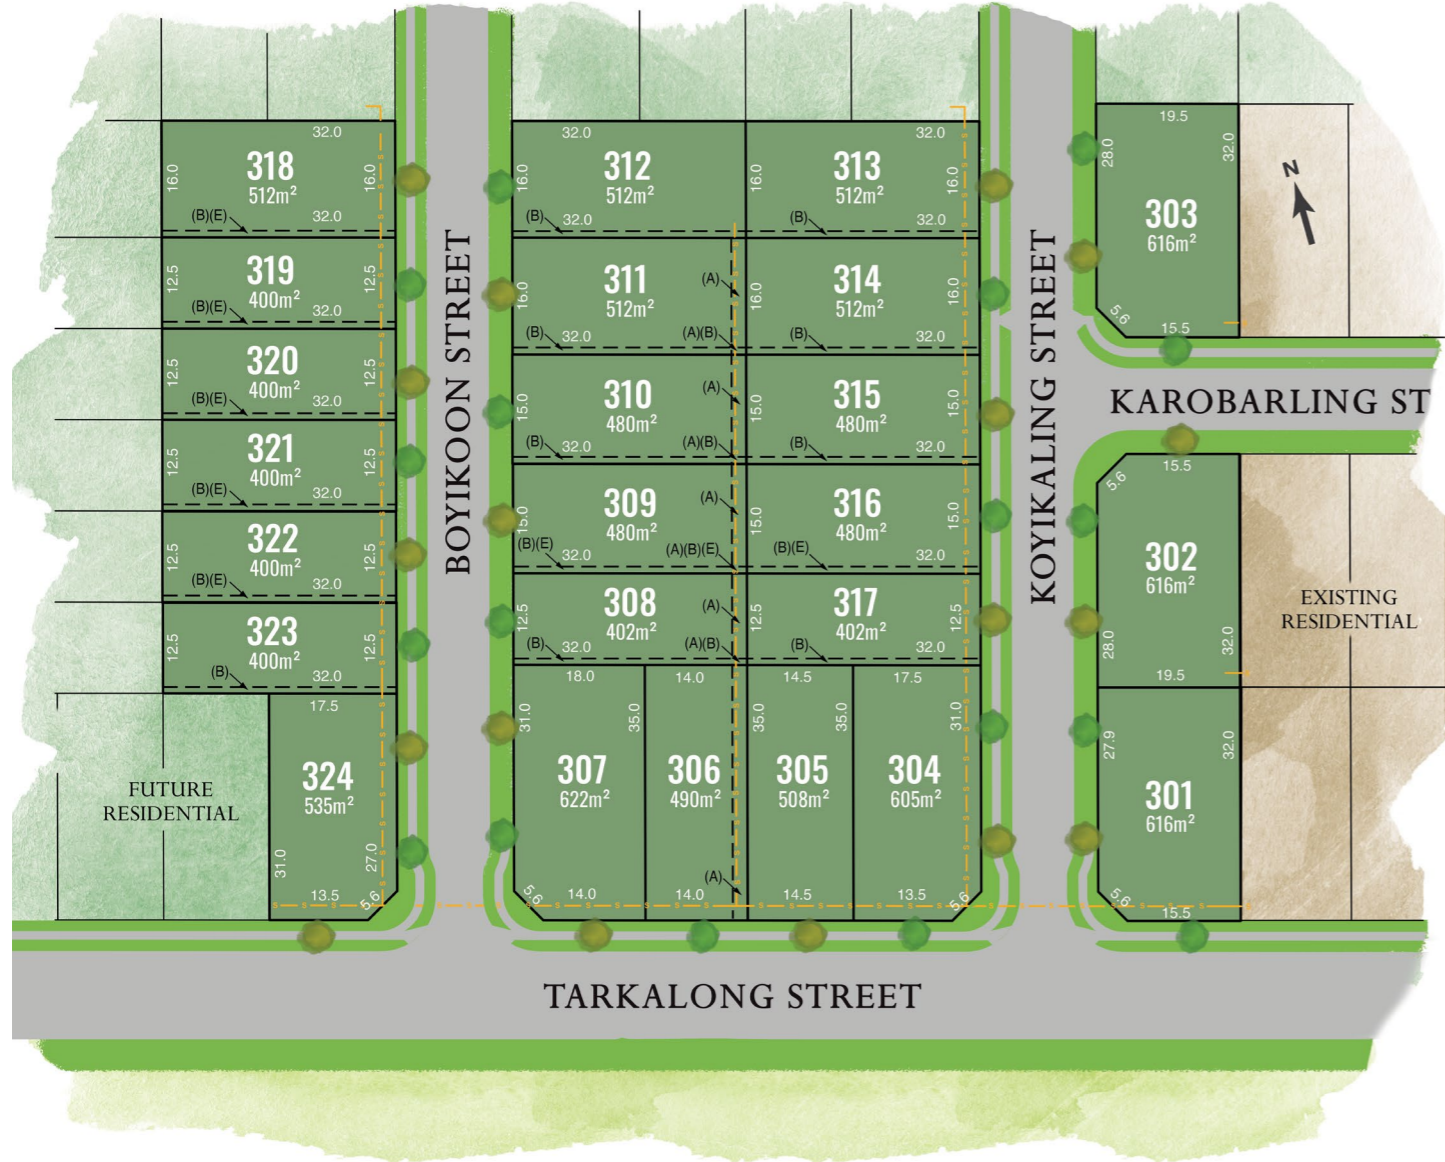 32.0
318
512m²
16.0
16.0
(B)(E)
32.0
319
400m²
12.5
12.5
(B)(E)
32.0
320
400m²
12.5
12.5
(B)(E)
32.0
321
400m²
12.5
12.5
(B)(E)
32.0
322
400m²
12.5
12.5
(B)(E)
32.0
323
400m²
12.5
12.5
(B)
32.0
17.5
324
535m²
31.0
27.0
13.5
5.6
FUTURE
RESIDENTIAL
BOYIKOON STREET
32.0
312
512m²
16.0
(B)
32.0
32.0
313
512m²
16.0
(B)
32.0
311
512m²
16.0
(A)
16.0
(B)
32.0
(A)(B)
314
512m²
16.0
(B)
32.0
310
480m²
15.0
(A)
15.0
(B)
32.0
(A)(B)
315
480m²
15.0
(B)
32.0
309
480m²
15.0
(A)
15.0
(B)(E)
32.0
(A)(B)(E)
316
480m²
15.0
(B)(E)
32.0
308
402m²
12.5
(A)
12.5
(B)
32.0
(A)(B)
317
402m²
12.5
(B)
32.0
18.0
31.0
35.0
307
622m²
5.6
14.0
14.0
306
490m²
(A)
14.0
14.5
35.0
35.0
305
508m²
14.5
17.5
31.0
304
605m²
13.5
5.6
KOYIKALING STREET
19.5
28.0
32.0
303
616m²
5.6
15.5
N
KAROBARLING ST
15.5
5.6
302
616m²
28.0
32.0
19.5
EXISTING
RESIDENTIAL
27.9
32.0
301
616m²
5.6
15.5
TARKALONG STREET